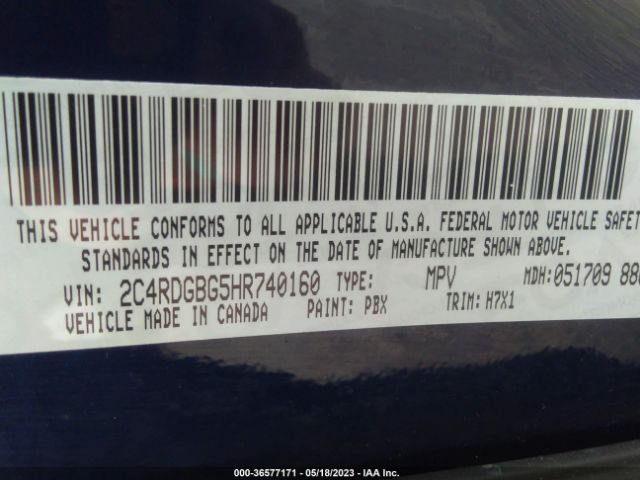 THIS VEHICLE CONFORMS TO ALL APPLICABLE U.S.A. FEDERAL MOTOR VEHICLE SAFET
STANDARDS IN EFFECT ON THE DATE OF MANUFACTURE SHOWN ABOVE.
VIN: 2C4RDGBG5HR740160 TYPE: MPV MDH:051709 880
VEHICLE MADE IN CANADA PAINT: PBX TRIM: H7X1
000-36577171 - 05/18/2023 - IAA Inc.